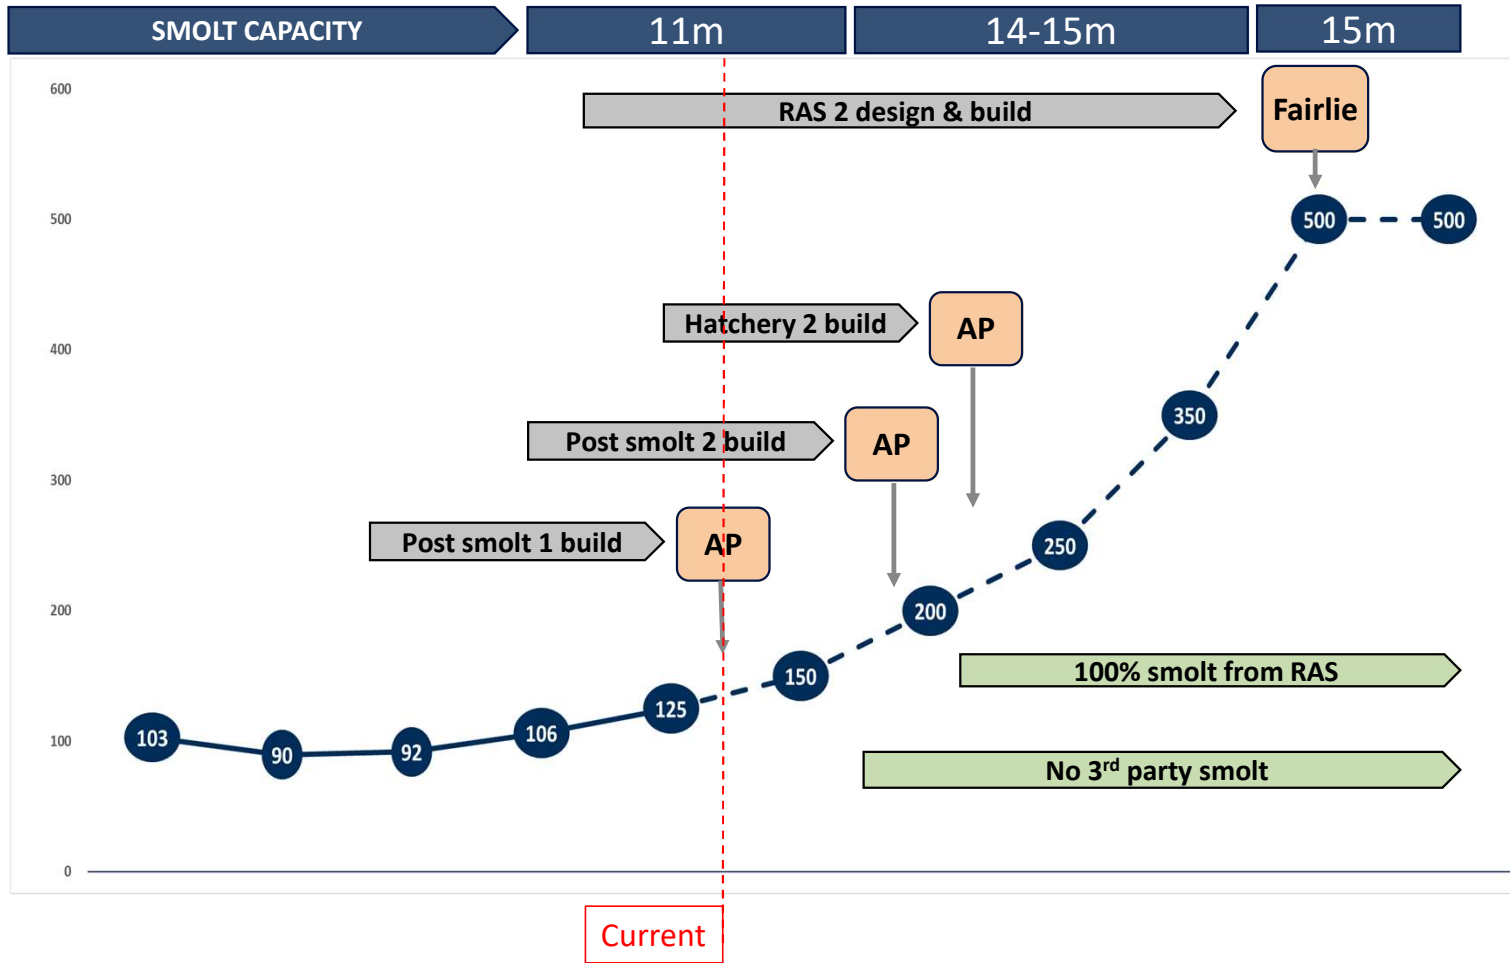 SMOLT CAPACITY
11m
14-15m
15m
600
RAS 2 design & build
Fairlie
500
500
500
Hatchery 2 build
AP
400
350
Post smolt 2 build
AP
300
Post smolt 1 build
AP
250
200
200
150
100% smolt from RAS
125
106
103
90
92
100
No 3rd party smolt
0
Current